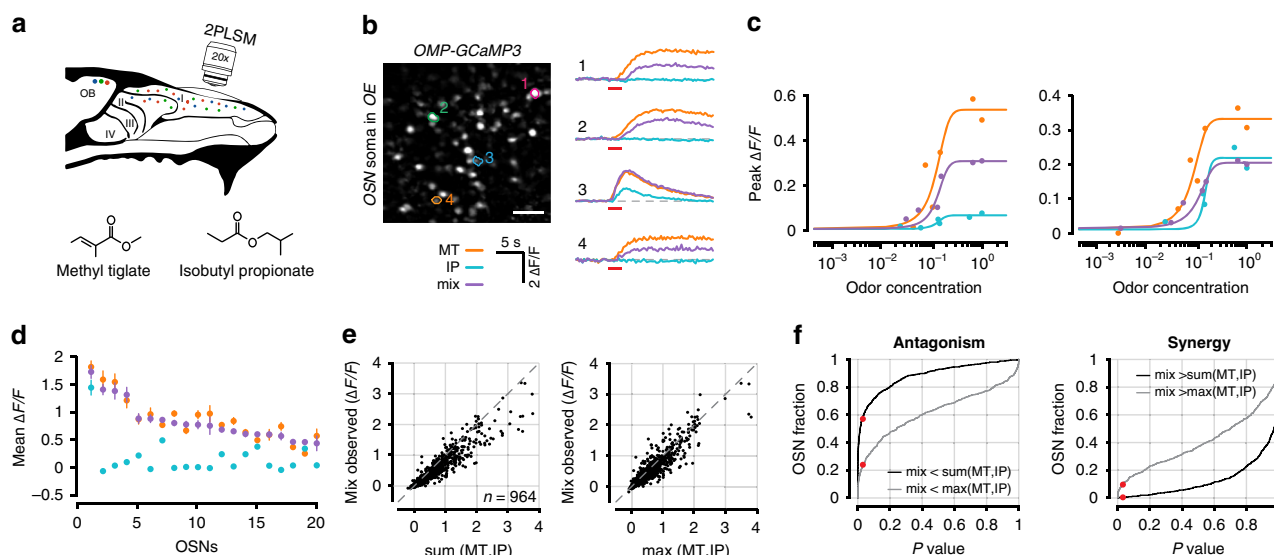 a
2PLSM
20x
OB
I
II
III
IV
Methyl tiglate
Isobutyl propionate
b
OMP-GCaMP3
OSN soma in OE
1
2
3
4
1
2
3
4
MT
IP
mix
5 s
2 ΔF/F
c
Peak ΔF/F
0.6
0.4
0.2
0
10⁻³ 10⁻² 10⁻¹ 10⁰
Odor concentration
0.4
0.3
0.2
0.1
0
10⁻³ 10⁻² 10⁻¹ 10⁰
Odor concentration
d
Mean ΔF/F
2
1.5
1
0.5
0
−0.5
0 5 10 15 20
OSNs
e
Mix observed (ΔF/F)
4
3
2
1
0
n = 964
0 1 2 3 4
sum (MT,IP)
Mix observed (ΔF/F)
4
3
2
1
0
0 1 2 3 4
max (MT,IP)
f
Antagonism
OSN fraction
1
0.8
0.6
0.4
0.2
0
mix < sum(MT,IP)
mix < max(MT,IP)
0 0.2 0.4 0.6 0.8 1
P value
Synergy
OSN fraction
1
0.8
0.6
0.4
0.2
0
mix >sum(MT,IP)
mix >max(MT,IP)
0 0.2 0.4 0.6 0.8 1
P value